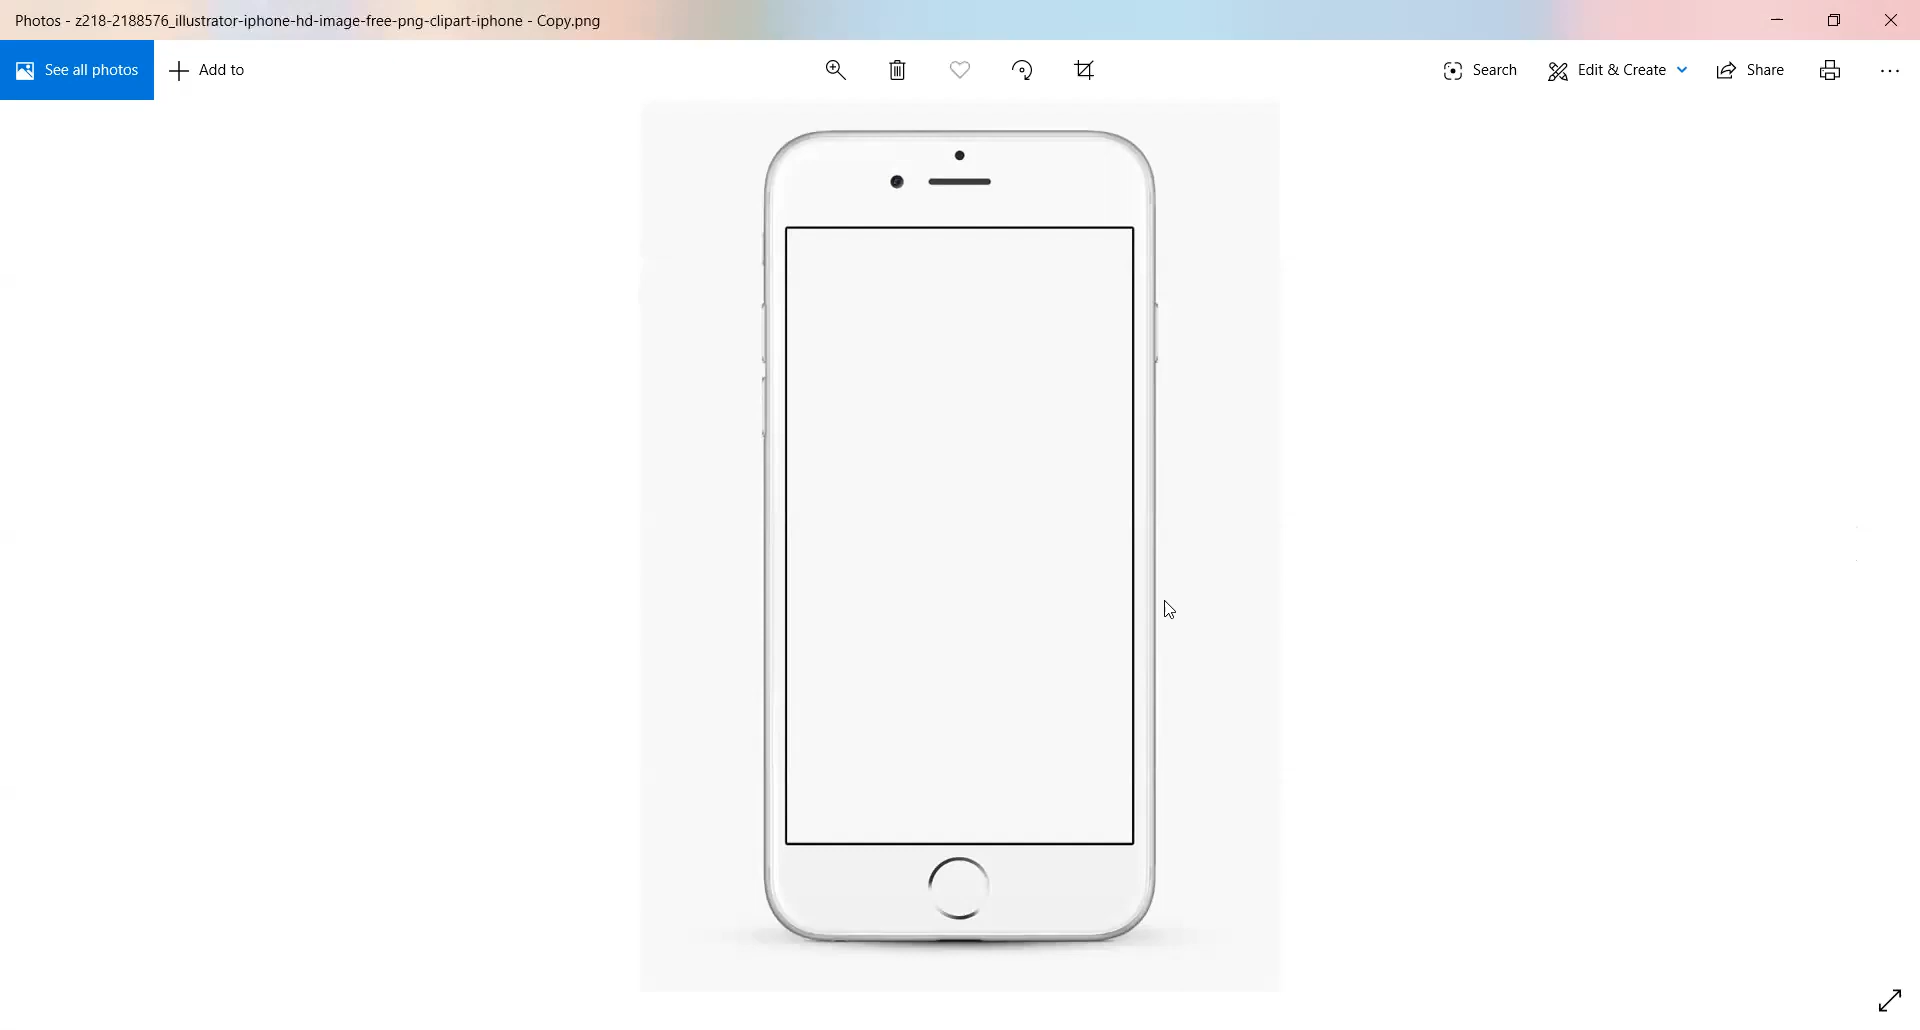 Photos - z218-2188576_illustrator-iphone-hd-image-free-png-clipart-iphone - Copy.png
See all photos
Add to
Search
Edit & Create
Share